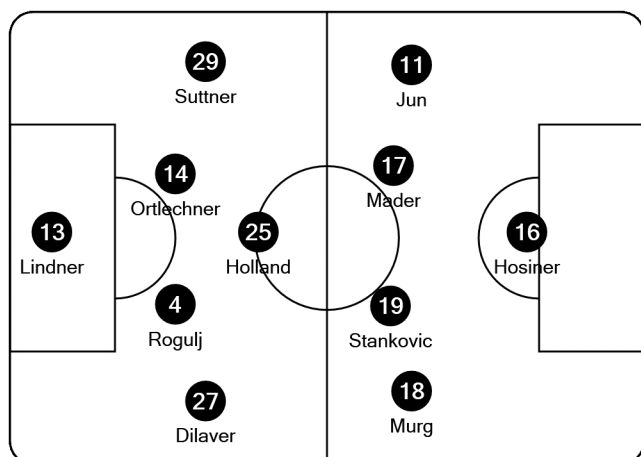 29
Suttner
11
Jun
14
Ortlechner
17
Mader
13
Lindner
25
Holland
16
Hosiner
4
Rogulj
19
Stankovic
27
Dilaver
18
Murg